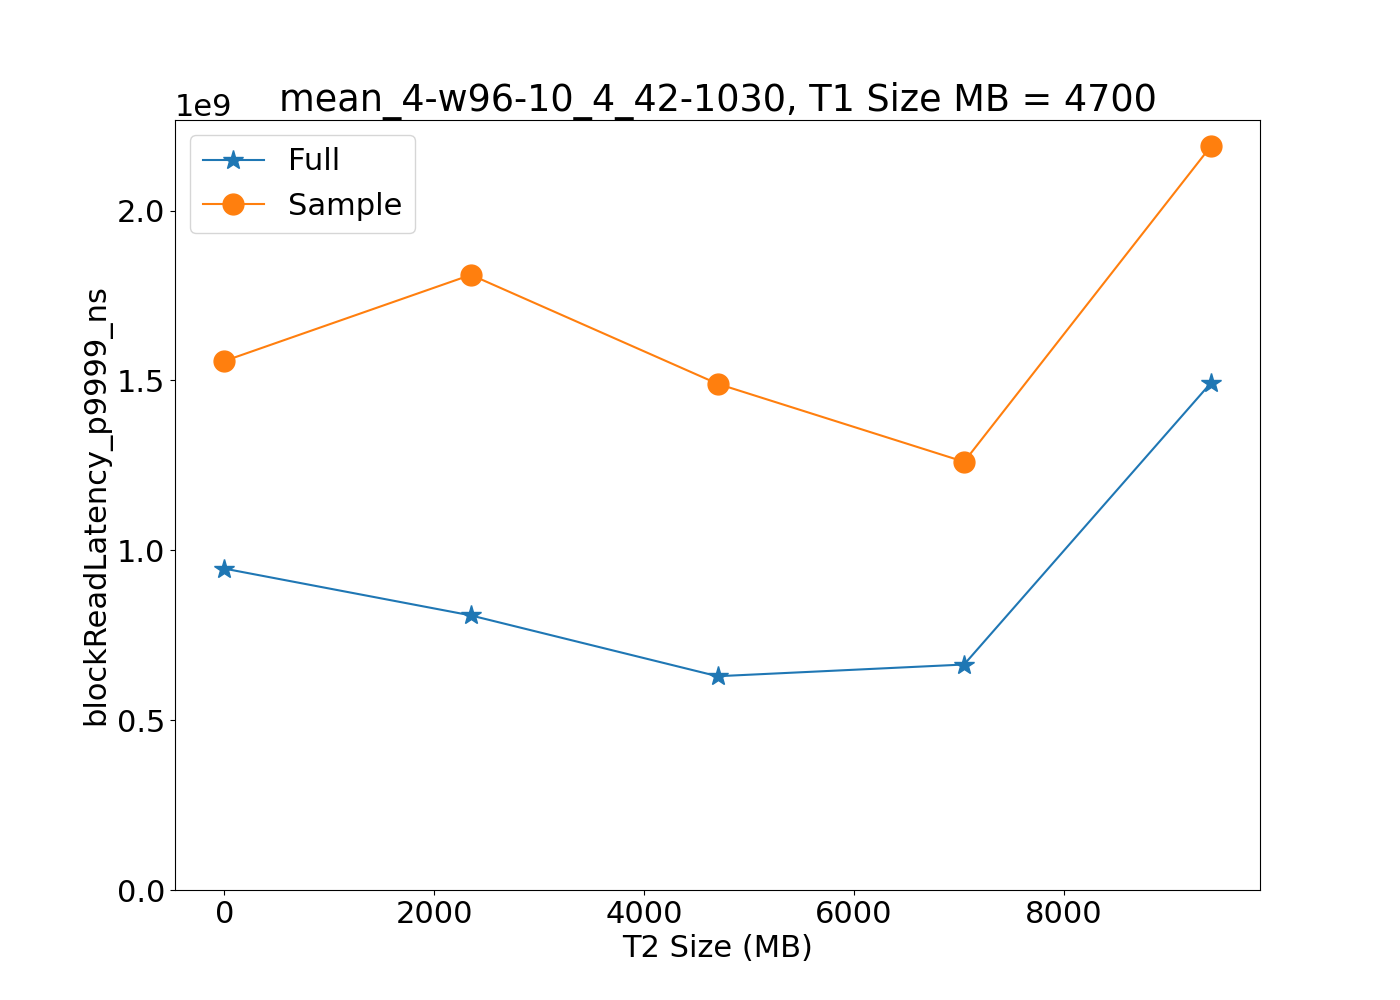 1e9
mean_4-w96-10_4_42-1030, T1 Size MB = 4700
Full
Sample
blockReadLatency_p9999_ns
2.0
1.5
1.0
0.5
0.0
0 2000 4000 6000 8000
T2 Size (MB)